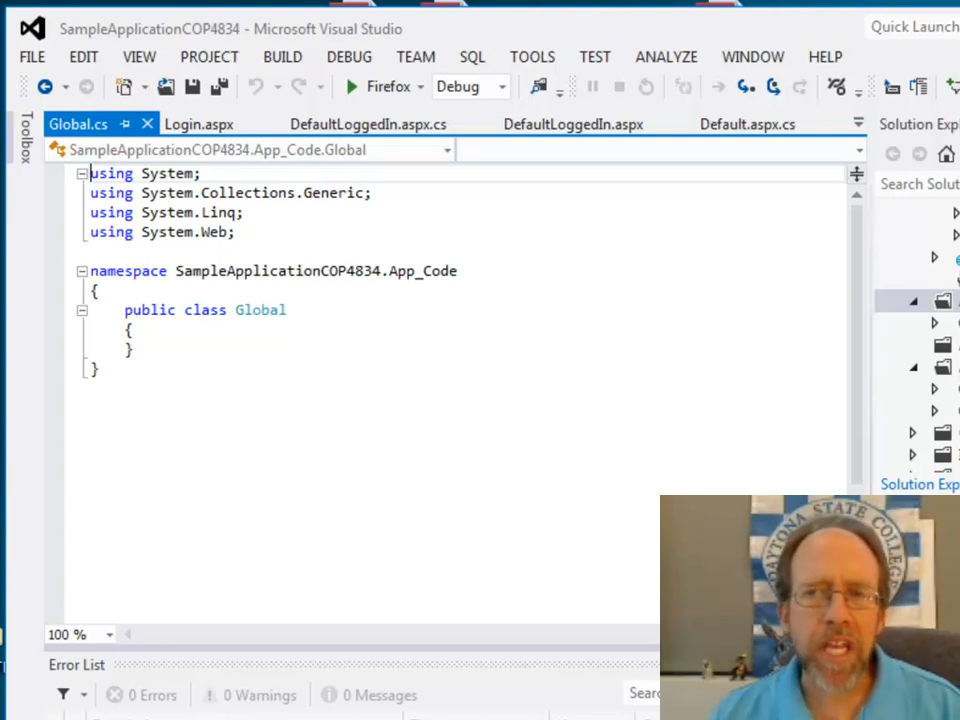 SampleApplicationCOP4834 - Microsoft Visual Studio
Quick Launch
FILE EDIT VIEW PROJECT BUILD DEBUG TEAM SQL TOOLS TEST ANALYZE WINDOW HELP
Firefox Debug
Toolbox
Global.cs Login.aspx DefaultLoggedIn.aspx.cs DefaultLoggedIn.aspx Default.aspx.cs
Solution Expl
SampleApplicationCOP4834.App_Code.Global
Search Solut
using System;
using System.Collections.Generic;
using System.Linq;
using System.Web;
namespace SampleApplicationCOP4834.App_Code
{
public class Global
{
}
}
Solution Exp
DAYTONA STATE COLLEGE
100 %
Error List
0 Errors 0 Warnings 0 Messages
Searc